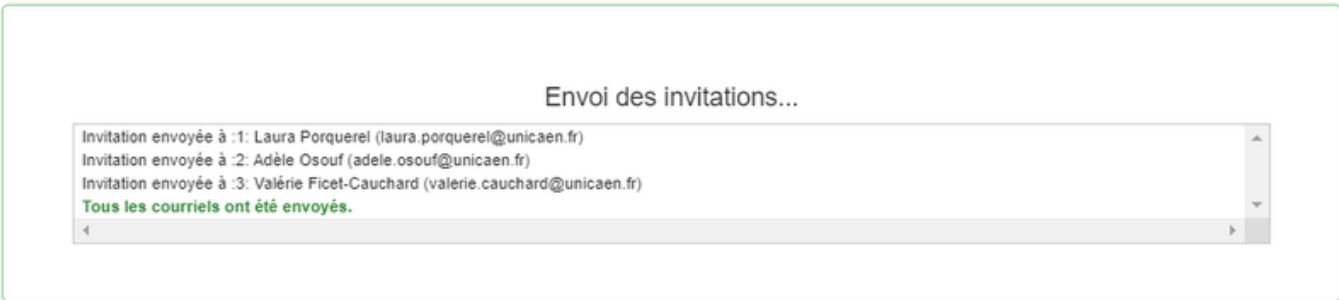 Envoi des invitations...
Invitation envoyée à :1: Laura Porquerel (laura.porquerel@unicaen.fr)
Invitation envoyée à :2: Adèle Osouf (adele.osouf@unicaen.fr)
Invitation envoyée à :3: Valérie Ficet-Cauchard (valerie.cauchard@unicaen.fr)
Tous les courriels ont été envoyés.